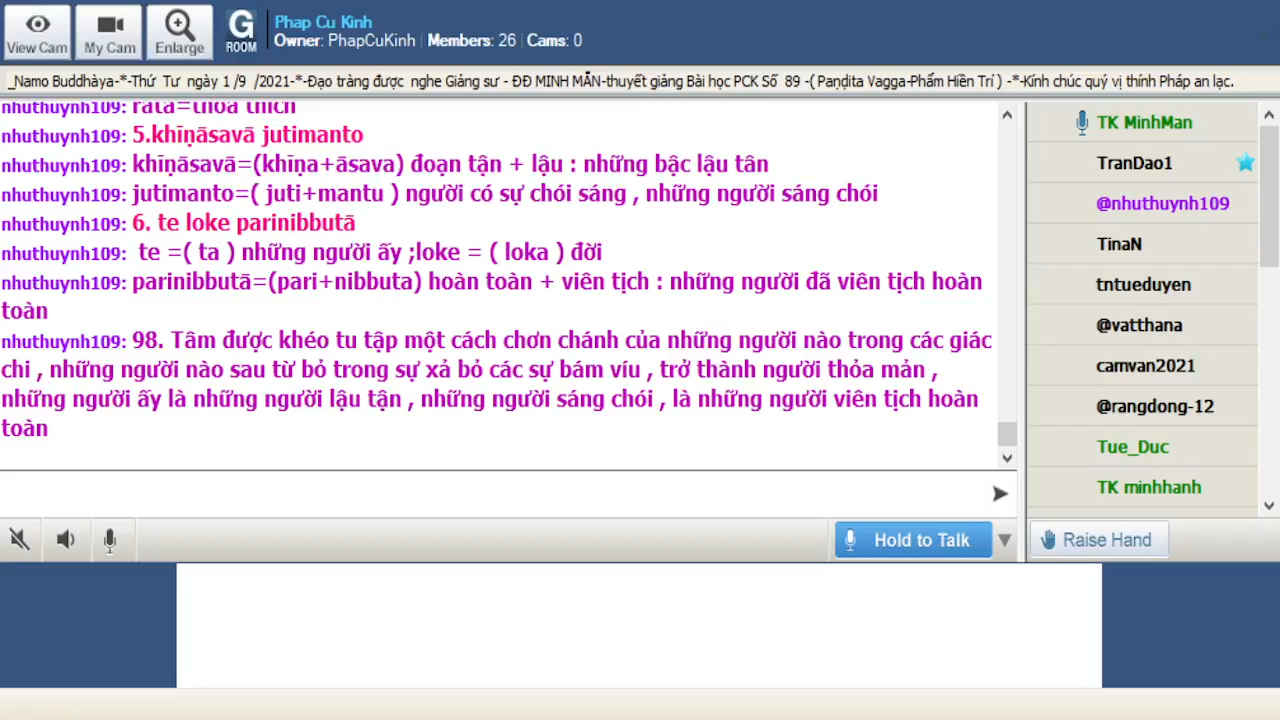 View Cam
My Cam
Enlarge
G
ROOM
Phap Cu Kinh
Owner: PhapCuKinh | Members: 26 | Cams: 0
_Namo Buddhàya-*-Thứ Tư ngày 1 /9 /2021-*-Đạo tràng được nghe Giảng sư - ĐĐ MINH MẪN-thuyết giảng Bài học PCK Số 89 -( Paṇḍita Vagga-Phẩm Hiền Trí ) -*-Kính chúc quý vị thính Pháp an lạc.
nhuthuynh109: rata=thỏa thích
nhuthuynh109: 5.khīṇāsavā jutimanto
nhuthuynh109: khīṇāsavā=(khīṇa+āsava) đoạn tận + lậu : những bậc lậu tân
nhuthuynh109: jutimanto=( juti+mantu ) người có sự chói sáng , những người sáng chói
nhuthuynh109: 6. te loke parinibbutā
nhuthuynh109: te =( ta ) những người ấy ;loke = ( loka ) đời
nhuthuynh109: parinibbutā=(pari+nibbuta) hoàn toàn + viên tịch : những người đã viên tịch hoàn
toàn
nhuthuynh109: 98. Tâm được khéo tu tập một cách chơn chánh của những người nào trong các giác
chi , những người nào sau từ bỏ trong sự xả bỏ các sự bám víu , trở thành người thỏa mản ,
những người ấy là những người lậu tận , những người sáng chói , là những người viên tịch hoàn
toàn
TK MinhMan
TranDao1
@nhuthuynh109
TinaN
tntueduyen
@vatthana
camvan2021
@rangdong-12
Tue_Duc
TK minhhanh
Hold to Talk
Raise Hand